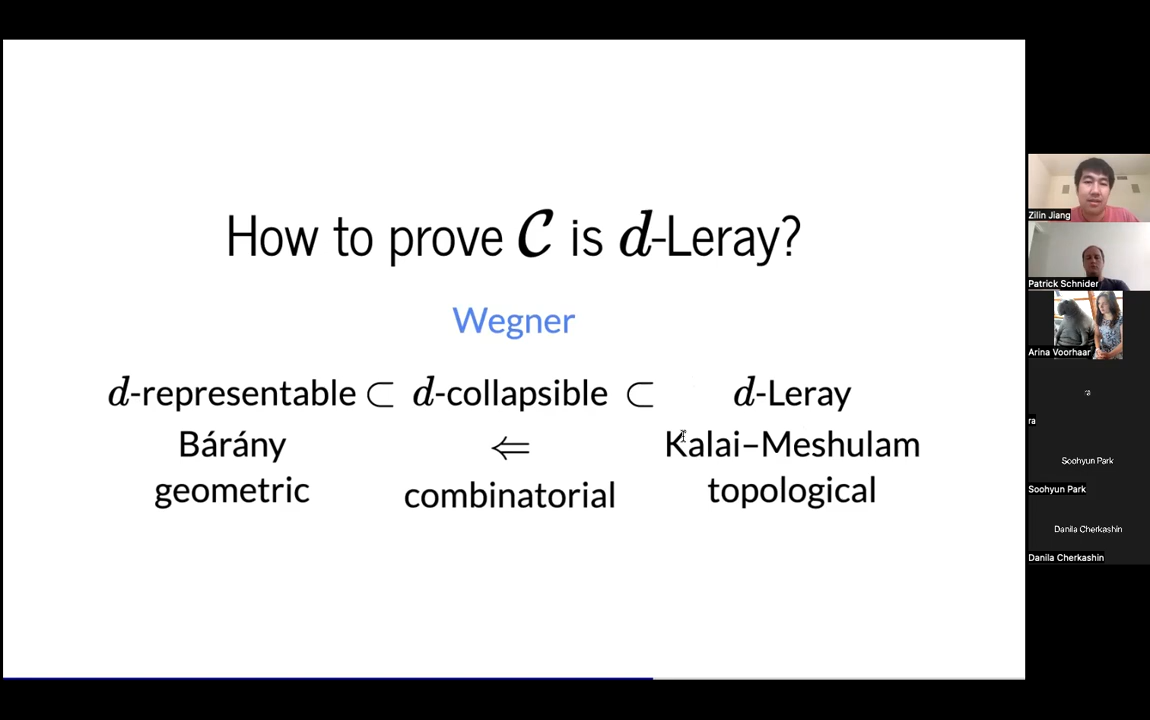 How to prove 𝒞 is d-Leray?
Wegner
d-representable ⊂ d-collapsible ⊂ d-Leray
Bárány ⇐ Kalai–Meshulam
geometric combinatorial topological
Zilin Jiang
Patrick Schnider
Arina Voorhaar
ra
Soohyun Park
Soohyun Park
Danila Cherkashin
Danila Cherkashin